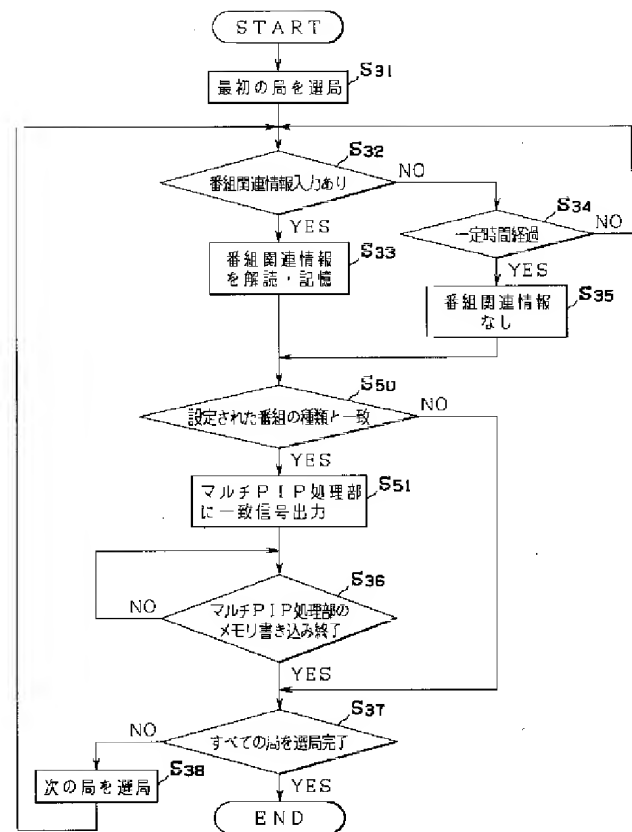 START
S31
最初の局を選局
S32
番組関連情報入力あり
NO
YES
S34
一定時間経過
NO
YES
S33
番組関連情報
を解読・記憶
S35
番組関連情報
なし
S50
設定された番組の種類と一致
NO
YES
S51
マルチPIP処理部
に一致信号出力
S36
マルチPIP処理部の
メモリ書き込み終了
NO
YES
S37
すべての局を選局完了
NO
YES
S38
次の局を選局
END